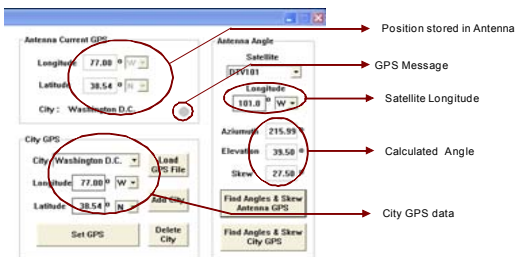 Antenna Current GPS
Longitude 77.00 ° W
Latitude 38.54 ° N
City : Washington D.C.
City GPS
City Washington D.C.
Longitude 77.00 ° W
Latitude 38.54 ° N
Load GPS File
Add City
Set GPS
Delete City
Antenna Angle
Satellite
DTV101
Longitude
101.0 ° W
Aziumuth 215.99 °
Elevation 39.50 °
Skew 27.50 °
Find Angles & Skew
Antenna GPS
Find Angles & Skew
City GPS
Position stored in Antenna
GPS Message
Satellite Longitude
Calculated Angle
City GPS data